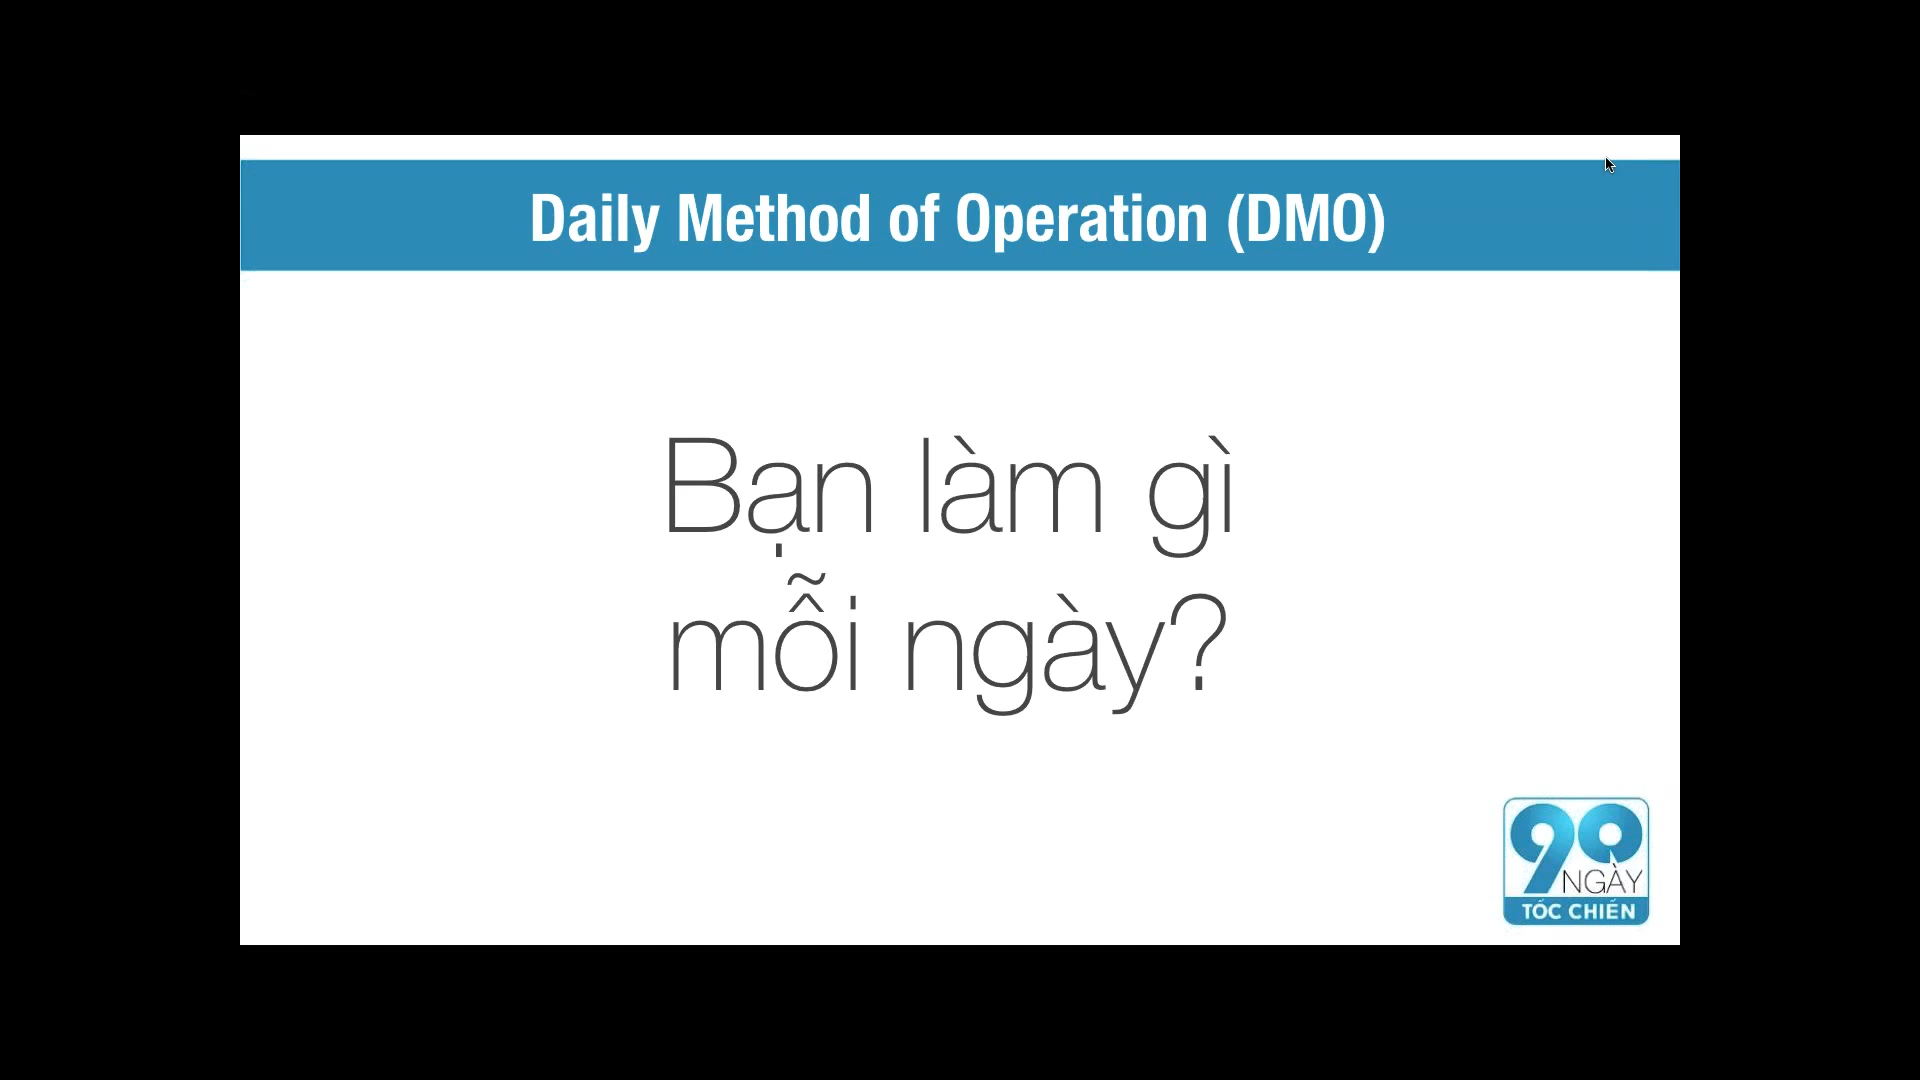 Daily Method of Operation (DMO)
Bạn làm gì
mỗi ngày?
90
NGÀY
TỐC CHIẾN